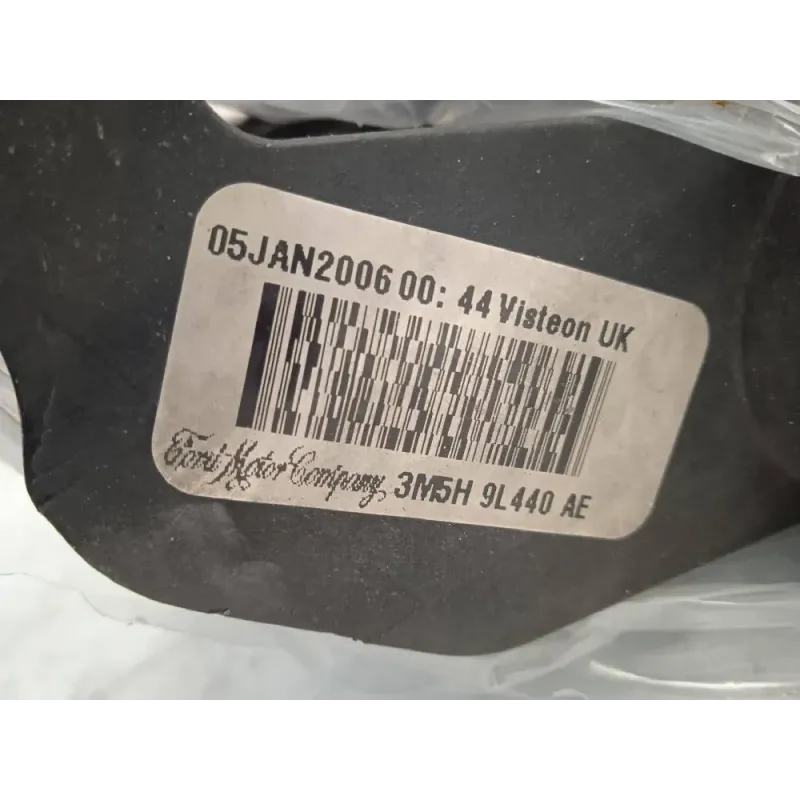 05JAN2006 00: 44 Visteon UK
Ford Motor Company 3M5H 9L440 AE